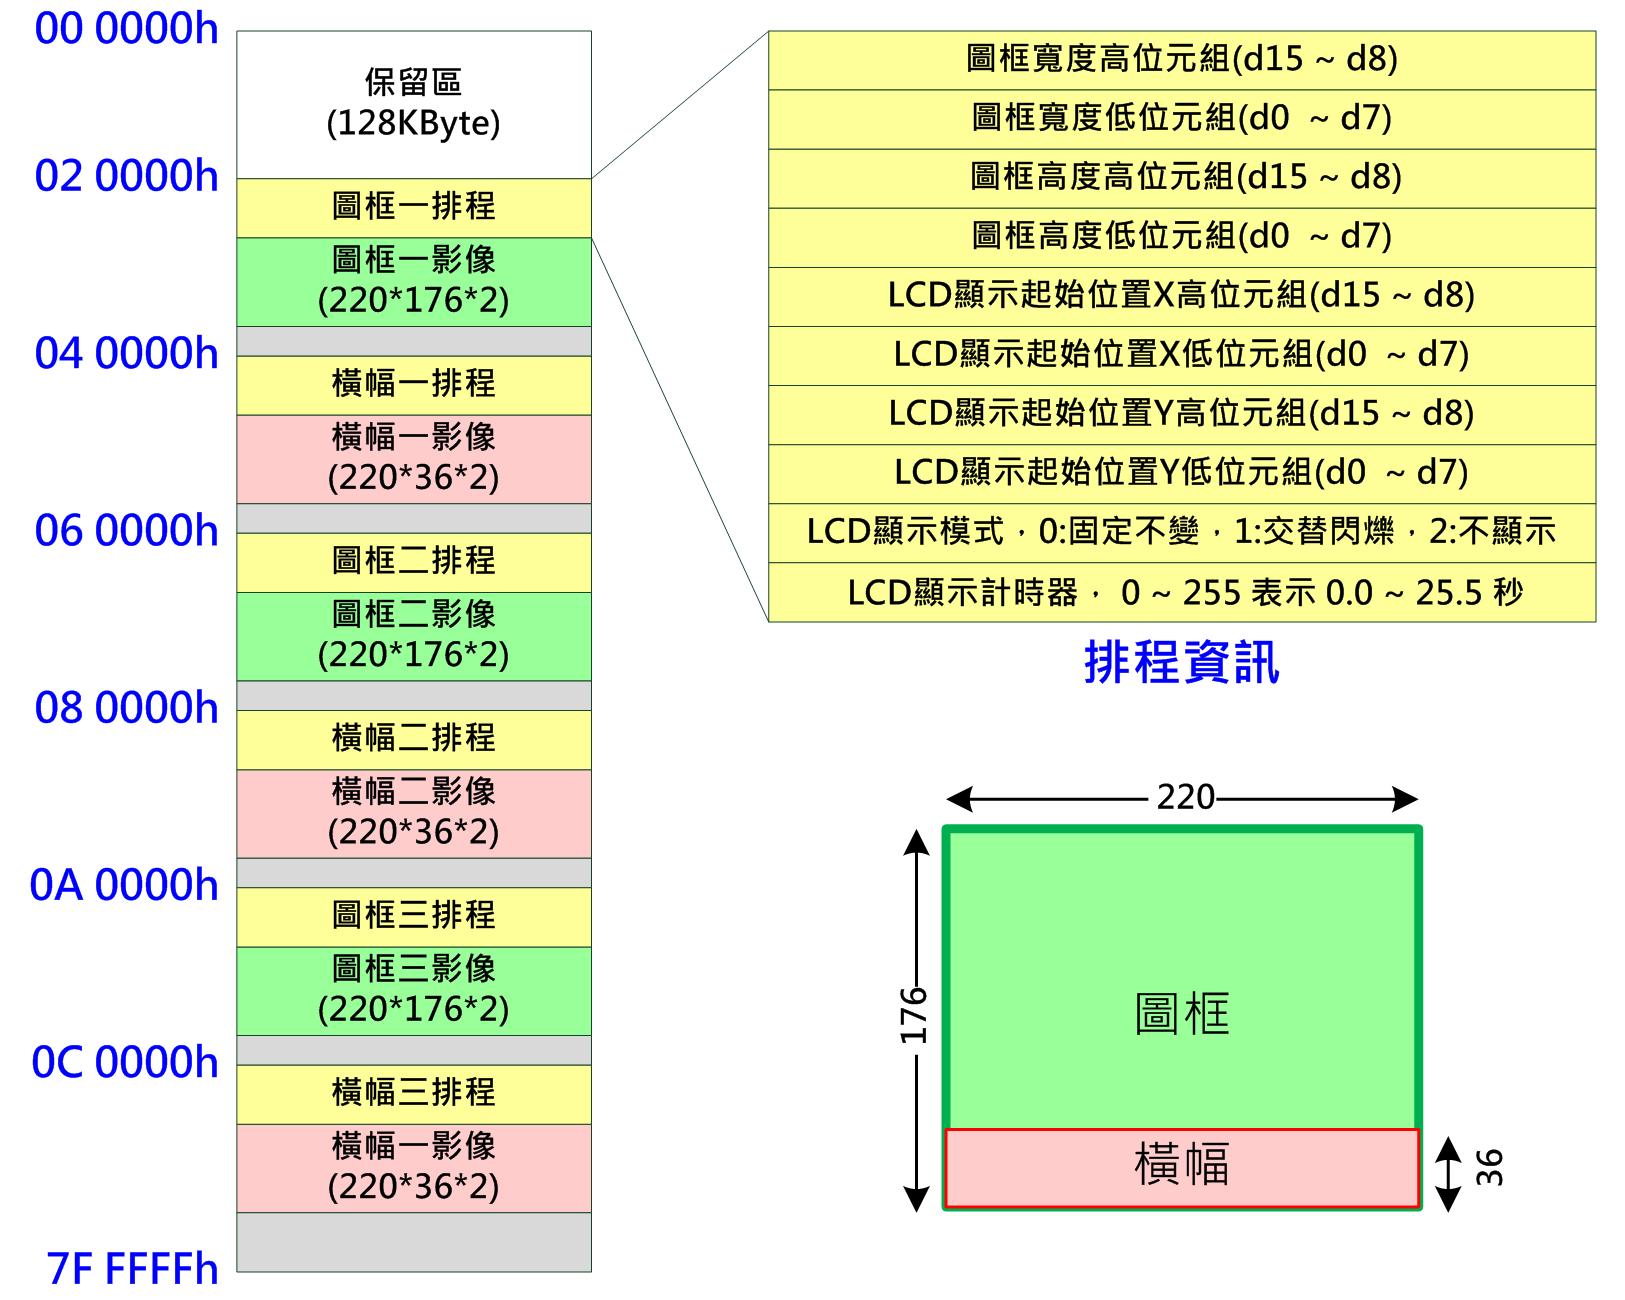 00 0000h
保留區
(128KByte)
02 0000h
圖框一排程
圖框一影像
(220*176*2)
04 0000h
橫幅一排程
橫幅一影像
(220*36*2)
06 0000h
圖框二排程
圖框二影像
(220*176*2)
08 0000h
橫幅二排程
橫幅二影像
(220*36*2)
0A 0000h
圖框三排程
圖框三影像
(220*176*2)
0C 0000h
橫幅三排程
橫幅一影像
(220*36*2)
7F FFFFh
圖框寬度高位元組(d15 ~ d8)
圖框寬度低位元組(d0 ~ d7)
圖框高度高位元組(d15 ~ d8)
圖框高度低位元組(d0 ~ d7)
LCD顯示起始位置X高位元組(d15 ~ d8)
LCD顯示起始位置X低位元組(d0 ~ d7)
LCD顯示起始位置Y高位元組(d15 ~ d8)
LCD顯示起始位置Y低位元組(d0 ~ d7)
LCD顯示模式，0:固定不變，1:交替閃爍，2:不顯示
LCD顯示計時器， 0 ~ 255 表示 0.0 ~ 25.5 秒
排程資訊
220
176
圖框
橫幅
36